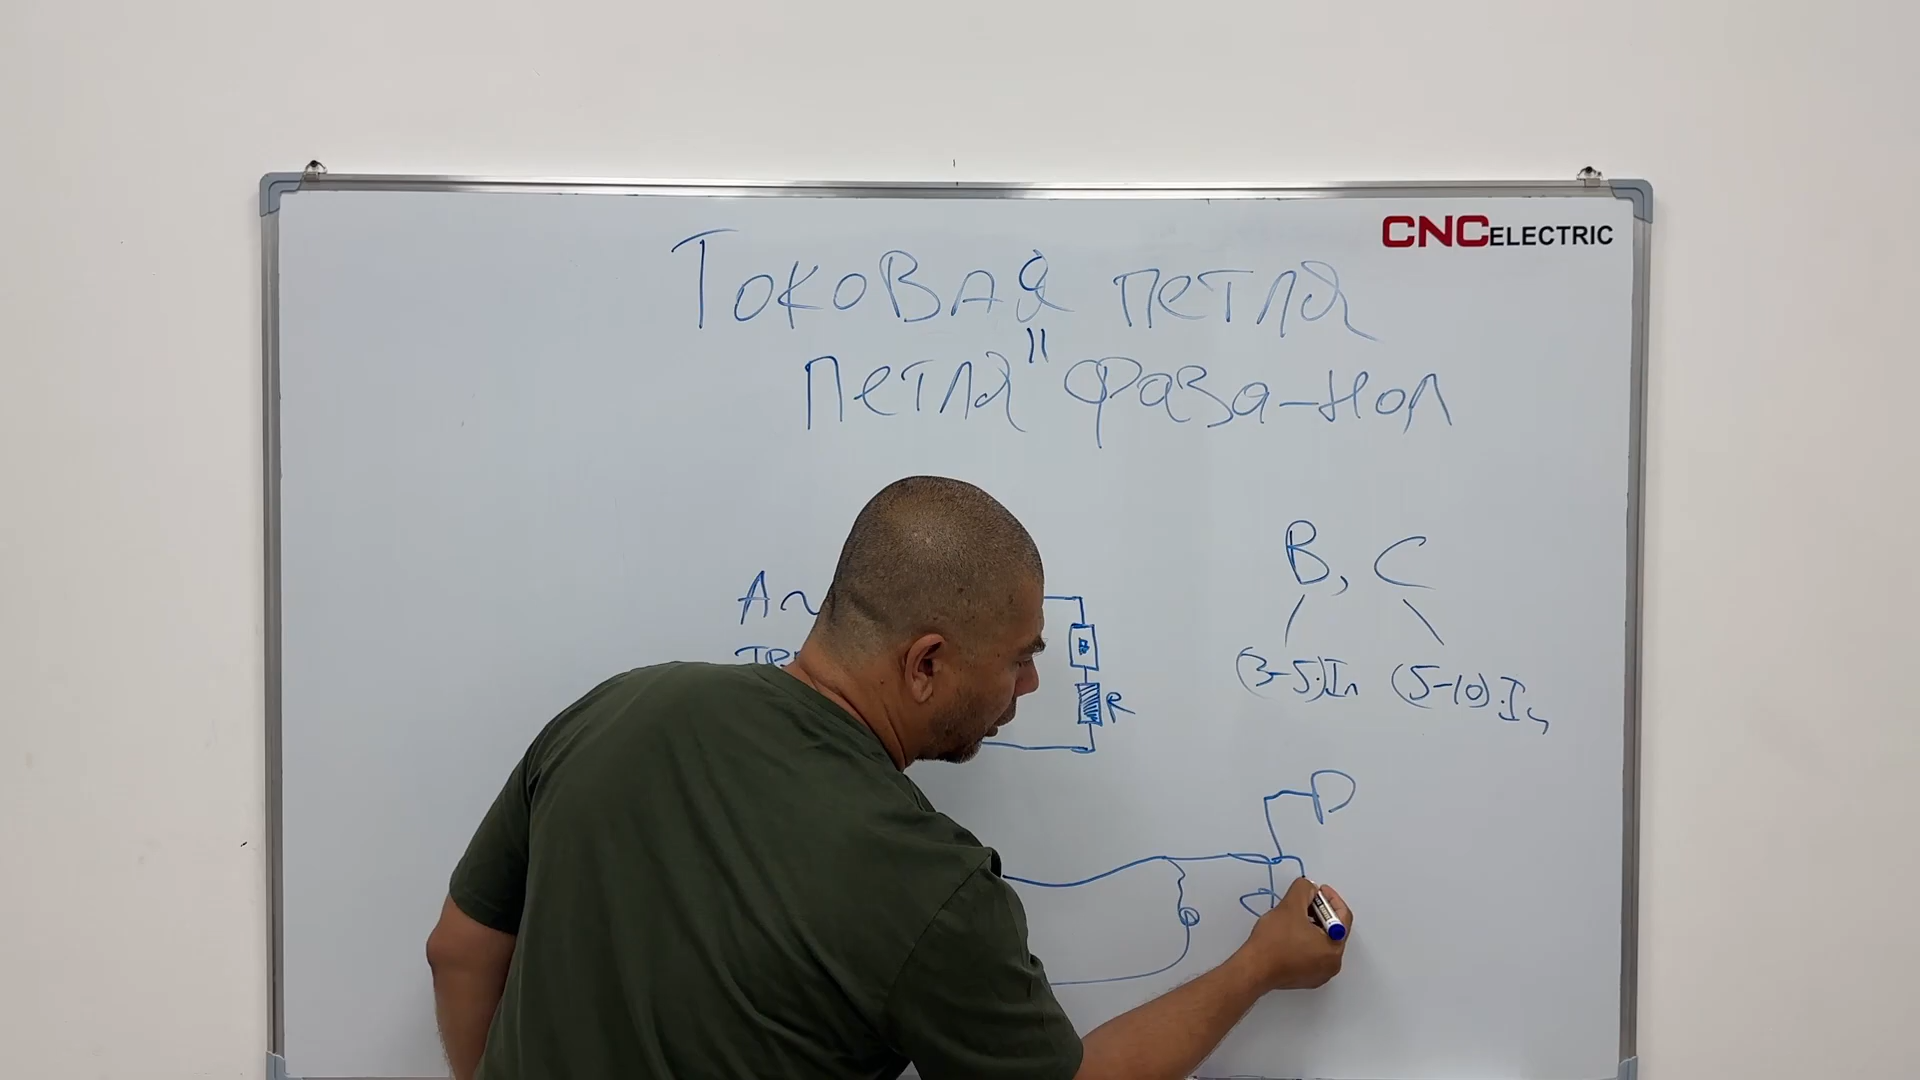 CNC ELECTRIC
Токовая петля
||
петля фаза-нол
B, C
(3-5)·In (5-10)·In
A~
R